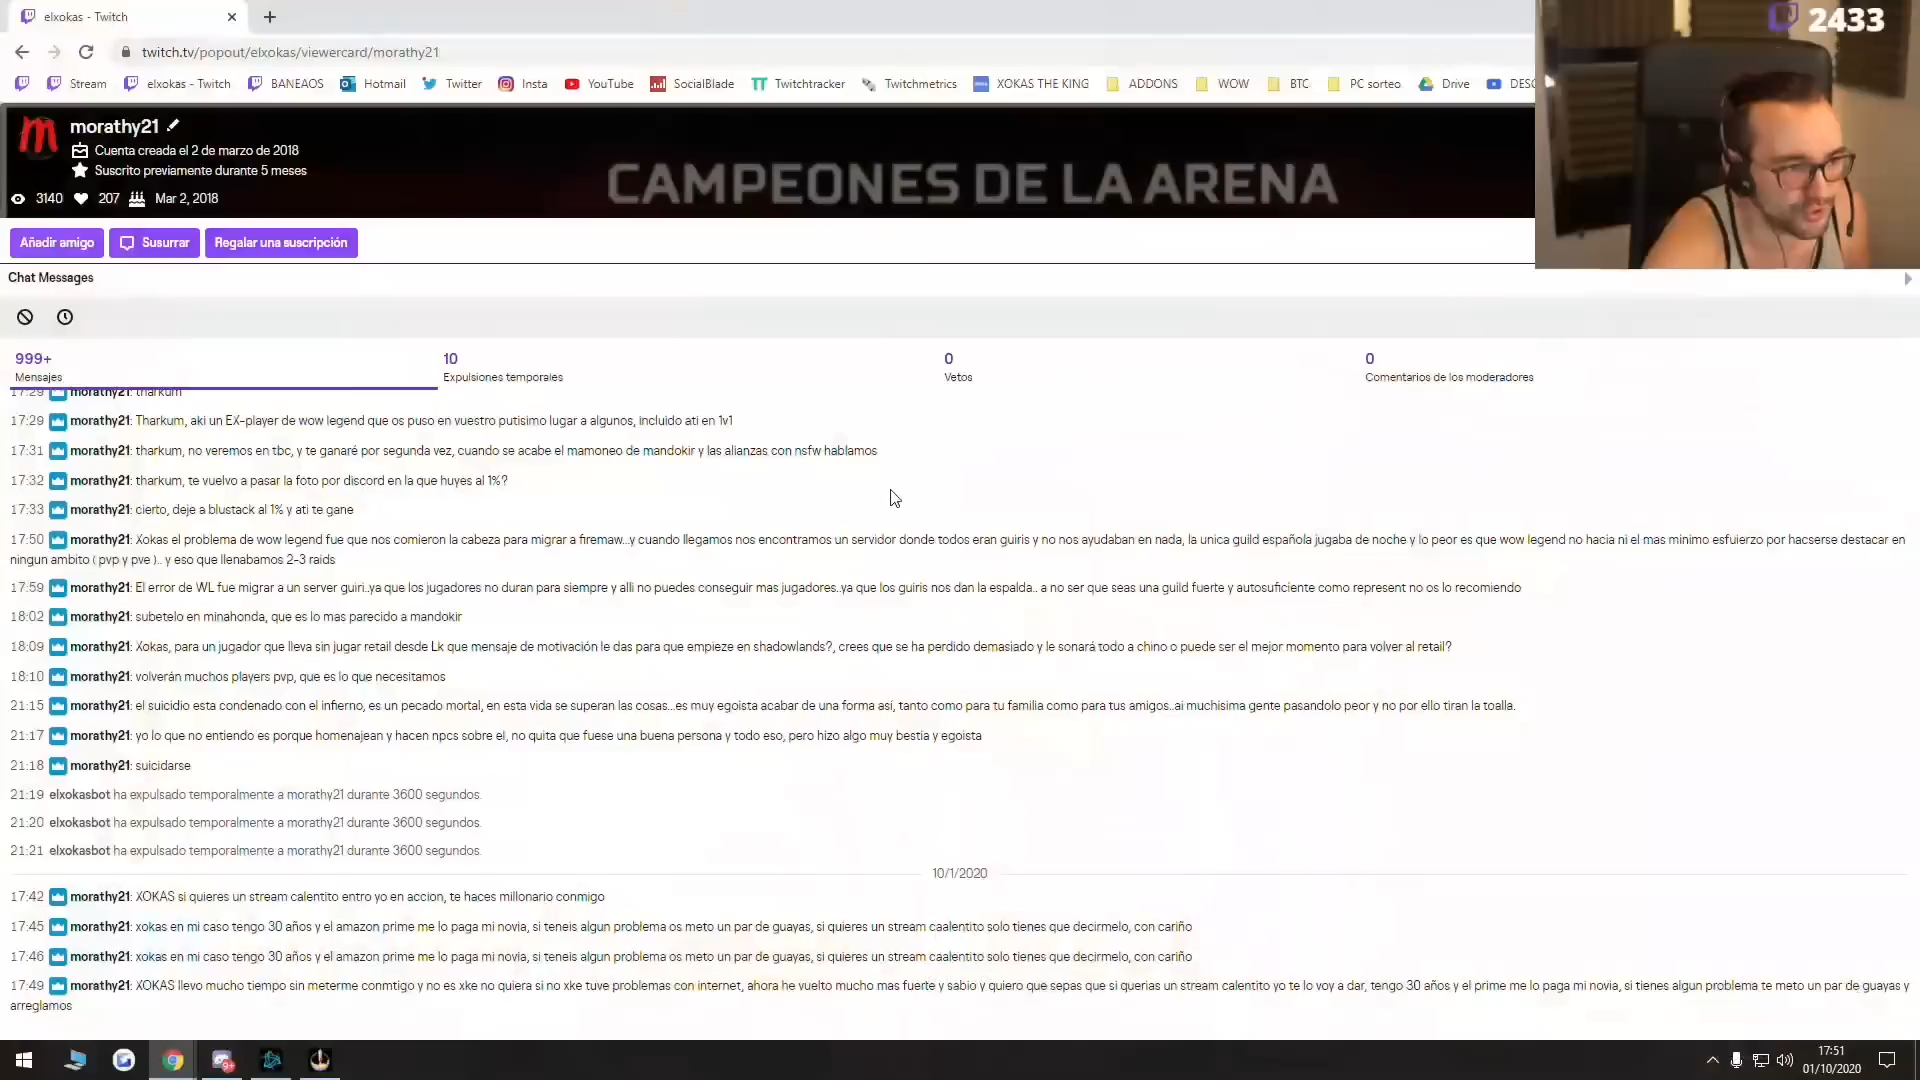 elxokas - Twitch
2433
twitch.tv/popout/elxokas/viewercard/morathy21
Stream elxokas - Twitch BANEAOS Hotmail Twitter Insta YouTube SocialBlade Twitchtracker Twitchmetrics XOKAS THE KING ADDONS WOW BTC PC sorteo Drive
morathy21
Cuenta creada el 2 de marzo de 2018
Suscrito previamente durante 5 meses
CAMPEONES DE LA ARENA
3140 207 Mar 2, 2018
Añadir amigo Susurrar Regalar una suscripción
Chat Messages
999+ 10 0 0
Mensajes Expulsiones temporales Vetos Comentarios de los moderadores
17:29 morathy21: tharkum
17:29 morathy21: Tharkum, aki un EX-player de wow legend que os puso en vuestro putisimo lugar a algunos, incluido ati en 1v1
17:31 morathy21: tharkum, no veremos en tbc, y te ganaré por segunda vez, cuando se acabe el mamoneo de mandokir y las alianzas con nsfw hablamos
17:32 morathy21: tharkum, te vuelvo a pasar la foto por discord en la que huyes al 1%?
17:33 morathy21: cierto, deje a blustack al 1% y ati te gane
17:50 morathy21: Xokas el problema de wow legend fue que nos comieron la cabeza para migrar a firemaw...y cuando llegamos nos encontramos un servidor donde todos eran guiris y no nos ayudaban en nada, la unica guild española jugaba de noche y lo peor es que wow legend no hacia ni el mas minimo esfuierzo por hacserse destacar en
ningun ambito ( pvp y pve ).. y eso que llenabamos 2-3 raids
17:59 morathy21: El error de WL fue migrar a un server guiri..ya que los jugadores no duran para siempre y alli no puedes conseguir mas jugadores..ya que los guiris nos dan la espalda.. a no ser que seas una guild fuerte y autosuficiente como represent no os lo recomiendo
18:02 morathy21: subetelo en minahonda, que es lo mas parecido a mandokir
18:09 morathy21: Xokas, para un jugador que lleva sin jugar retail desde Lk que mensaje de motivación le das para que empieze en shadowlands?, crees que se ha perdido demasiado y le sonará todo a chino o puede ser el mejor momento para volver al retail?
18:10 morathy21: volverán muchos players pvp, que es lo que necesitamos
21:15 morathy21: el suicidio esta condenado con el infierno, es un pecado mortal, en esta vida se superan las cosas...es muy egoista acabar de una forma así, tanto como para tu familia como para tus amigos..ai muchisima gente pasandolo peor y no por ello tiran la toalla.
21:17 morathy21: yo lo que no entiendo es porque homenajean y hacen npcs sobre el, no quita que fuese una buena persona y todo eso, pero hizo algo muy bestia y egoista
21:18 morathy21: suicidarse
21:19 elxokasbot ha expulsado temporalmente a morathy21 durante 3600 segundos.
21:20 elxokasbot ha expulsado temporalmente a morathy21 durante 3600 segundos.
21:21 elxokasbot ha expulsado temporalmente a morathy21 durante 3600 segundos.
10/1/2020
17:42 morathy21: XOKAS si quieres un stream calentito entro yo en accion, te haces millonario conmigo
17:45 morathy21: xokas en mi caso tengo 30 años y el amazon prime me lo paga mi novia, si teneis algun problema os meto un par de guayas, si quieres un stream caalentito solo tienes que decirmelo, con cariño
17:46 morathy21: xokas en mi caso tengo 30 años y el amazon prime me lo paga mi novia, si teneis algun problema os meto un par de guayas, si quieres un stream caalentito solo tienes que decirmelo, con cariño
17:49 morathy21: XOKAS llevo mucho tiempo sin meterme conmtigo y no es xke no quiera si no xke tuve problemas con internet, ahora he vuelto mucho mas fuerte y sabio y quiero que sepas que si querias un stream calentito yo te lo voy a dar, tengo 30 años y el prime me lo paga mi novia, si tienes algun problema te meto un par de guayas y
arreglamos
17:51
01/10/2020